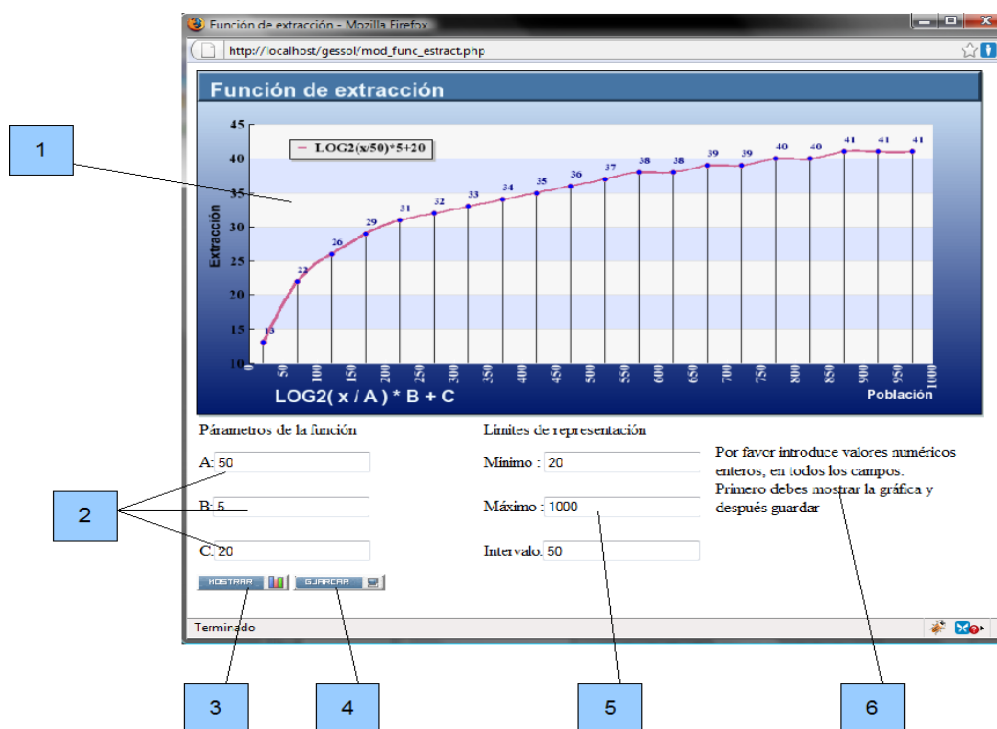 Función de extracción - Mozilla Firefox
http://localhost/gessol/mod_func_estract.php
Función de extracción
45
40
35
30
25
20
15
10
Extracción
LOG2(x/50)*5+20
13
22
26
29
31
32
33
34
35
36
37
38
38
39
39
40
40
41
41
41
0
50
100
150
200
250
300
350
400
450
500
550
600
650
700
750
800
850
900
950
1000
LOG2( x / A ) * B + C
Población
Párametros de la función
Limites de representación
A: 50
Mínimo : 20
B: 5
Máximo : 1000
C: 20
Intervalo: 50
Por favor introduce valores numéricos
enteros, en todos los campos.
Primero debes mostrar la gráfica y
después guardar
MOSTRAR
GUARDAR
Terminado
1
2
3
4
5
6